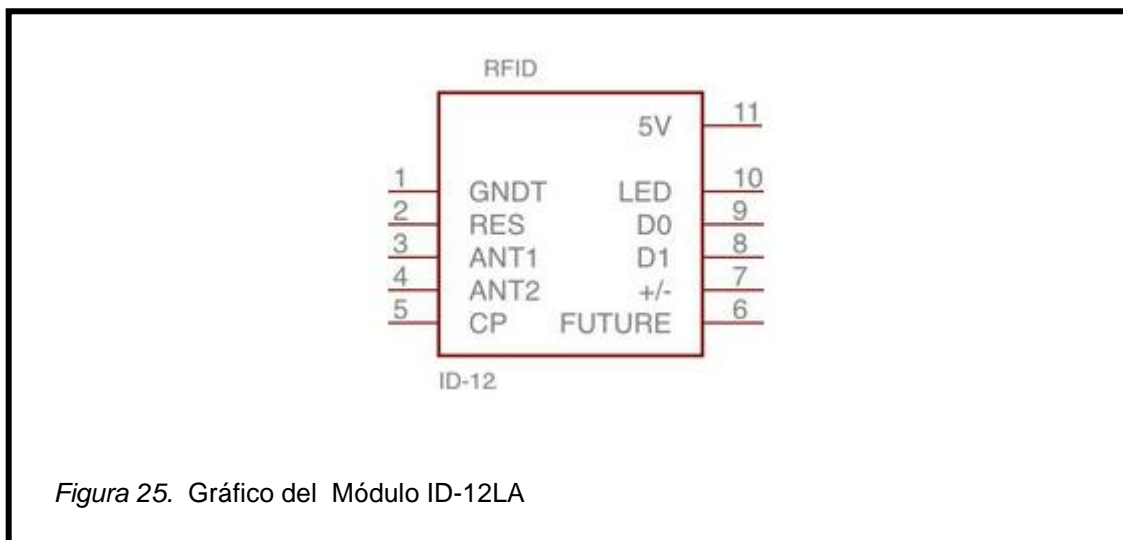 RFID
5V 11
1 GNDT LED 10
2 RES D0 9
3 ANT1 D1 8
4 ANT2 +/- 7
5 CP FUTURE 6
ID-12
Figura 25. Gráfico del Módulo ID-12LA